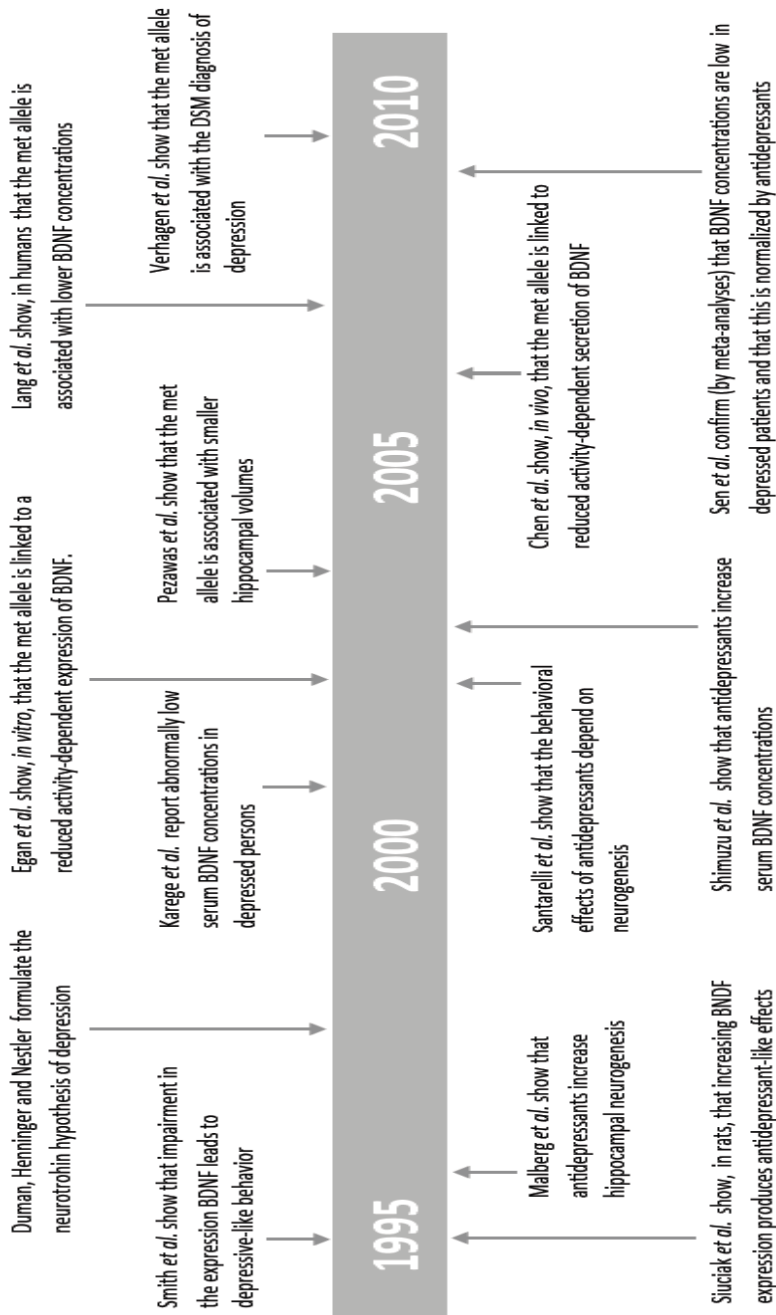 Duman, Henninger and Nestler formulate the
neurotrohin hypothesis of depression
Egan et al. show, in vitro, that the met allele is linked to a
reduced activity-dependent expression of BDNF.
Lang et al. show, in humans that the met allele is
associated with lower BDNF concentrations
Smith et al. show that impairment in
the expression BDNF leads to
depressive-like behavior
Karege et al. report abnormally low
serum BDNF concentrations in
depressed persons
Pezawas et al. show that the met
allele is associated with smaller
hippocampal volumes
Verhagen et al. show that the met allele
is associated with the DSM diagnosis of
depression
1995
2000
2005
2010
Malberg et al. show that
antidepressants increase
hippocampal neurogenesis
Santarelli et al. show that the behavioral
effects of antidepressants depend on
neurogenesis
Chen et al. show, in vivo, that the met allele is linked to
reduced activity-dependent secretion of BDNF
Siuciak et al. show, in rats, that increasing BNDF
expression produces antidepressant-like effects
Shimuzu et al. show that antidepressants increase
serum BDNF concentrations
Sen et al. confirm (by meta-analyses) that BDNF concentrations are low in
depressed patients and that this is normalized by antidepressants